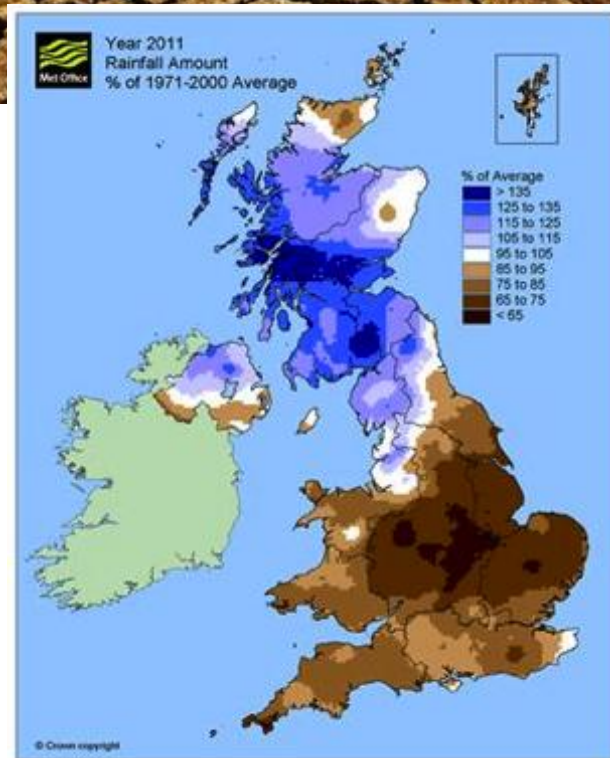 Met Office
Year 2011
Rainfall Amount
% of 1971-2000 Average
% of Average
> 135
125 to 135
115 to 125
105 to 115
95 to 105
85 to 95
75 to 85
65 to 75
< 65
© Crown copyright